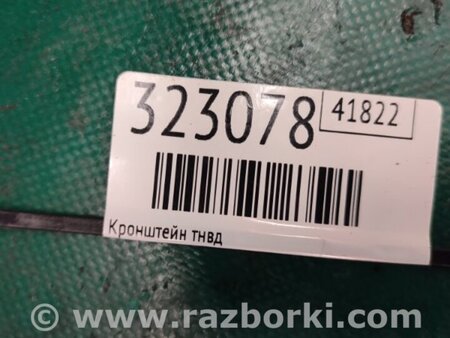 323078 41822
Кронштейн тнвд
© www.razborki.com